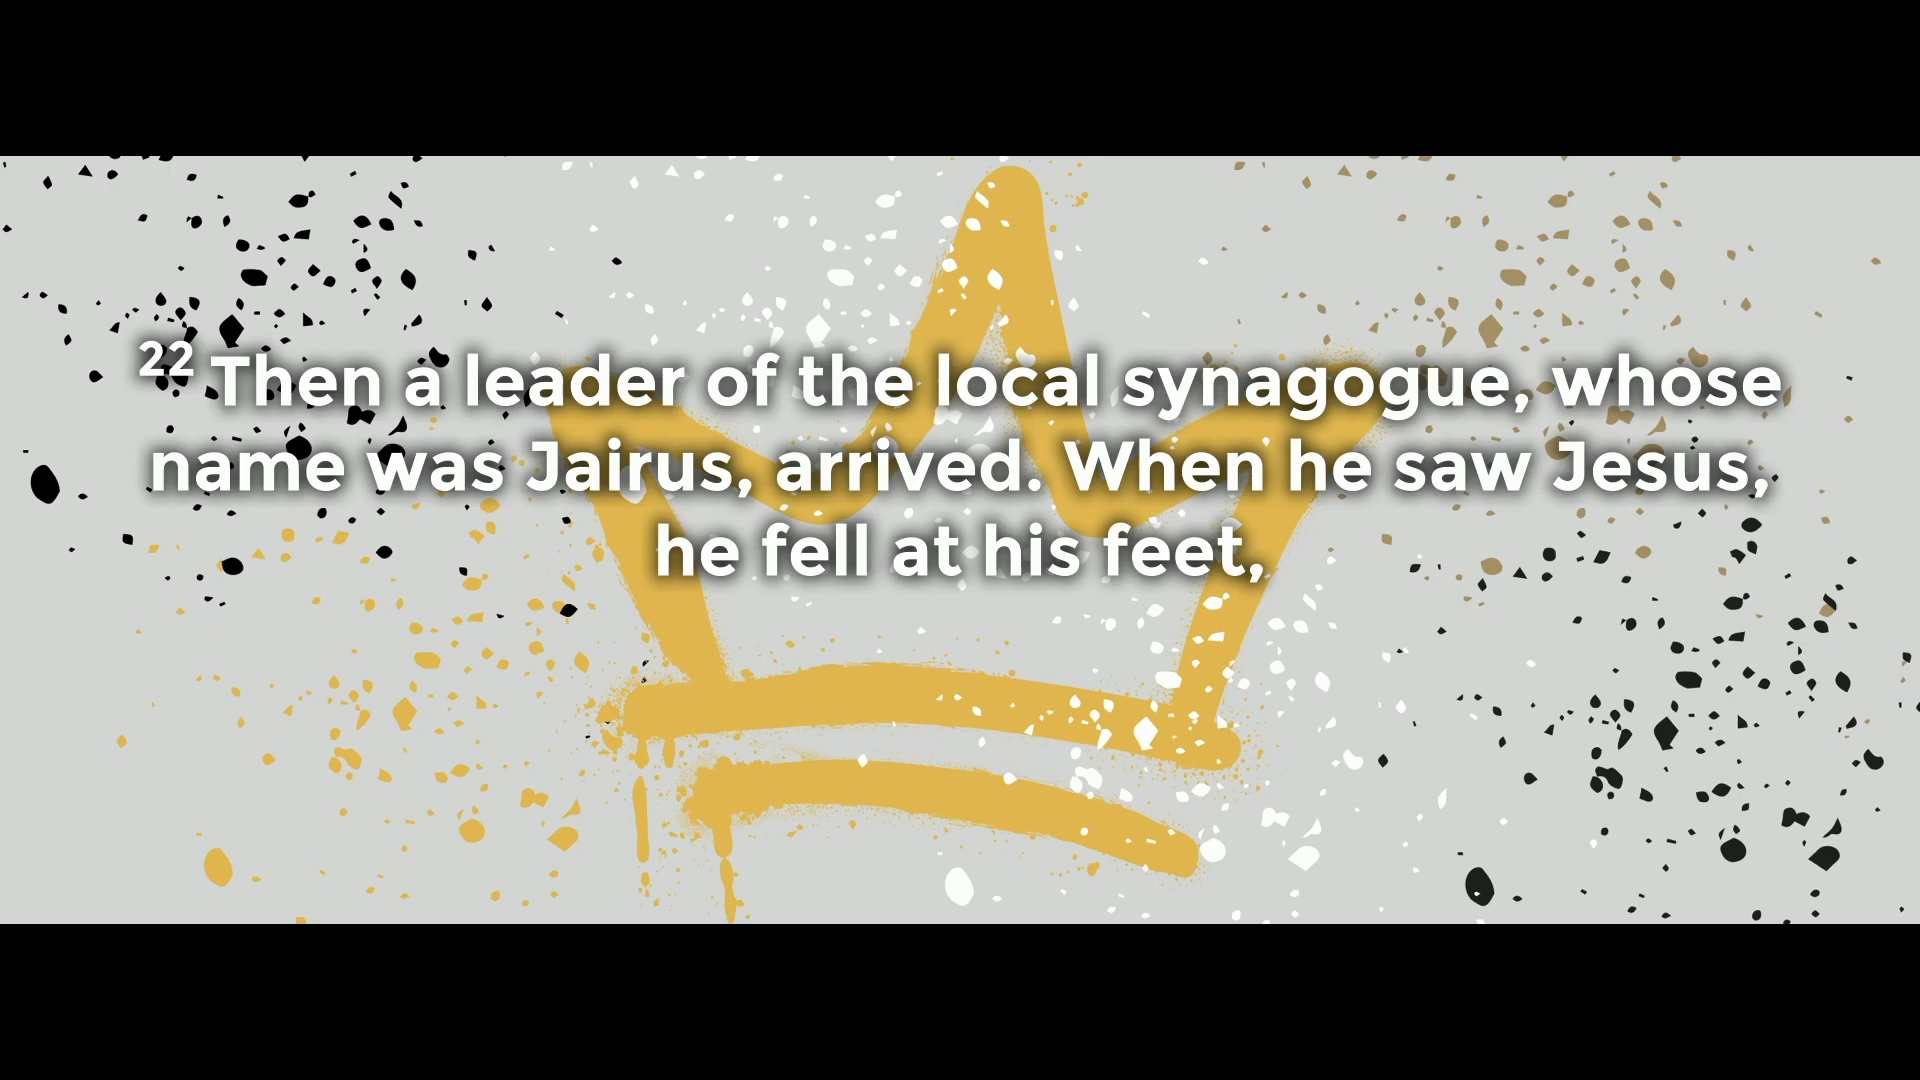 22 Then a leader of the local synagogue, whose
name was Jairus, arrived. When he saw Jesus,
he fell at his feet,